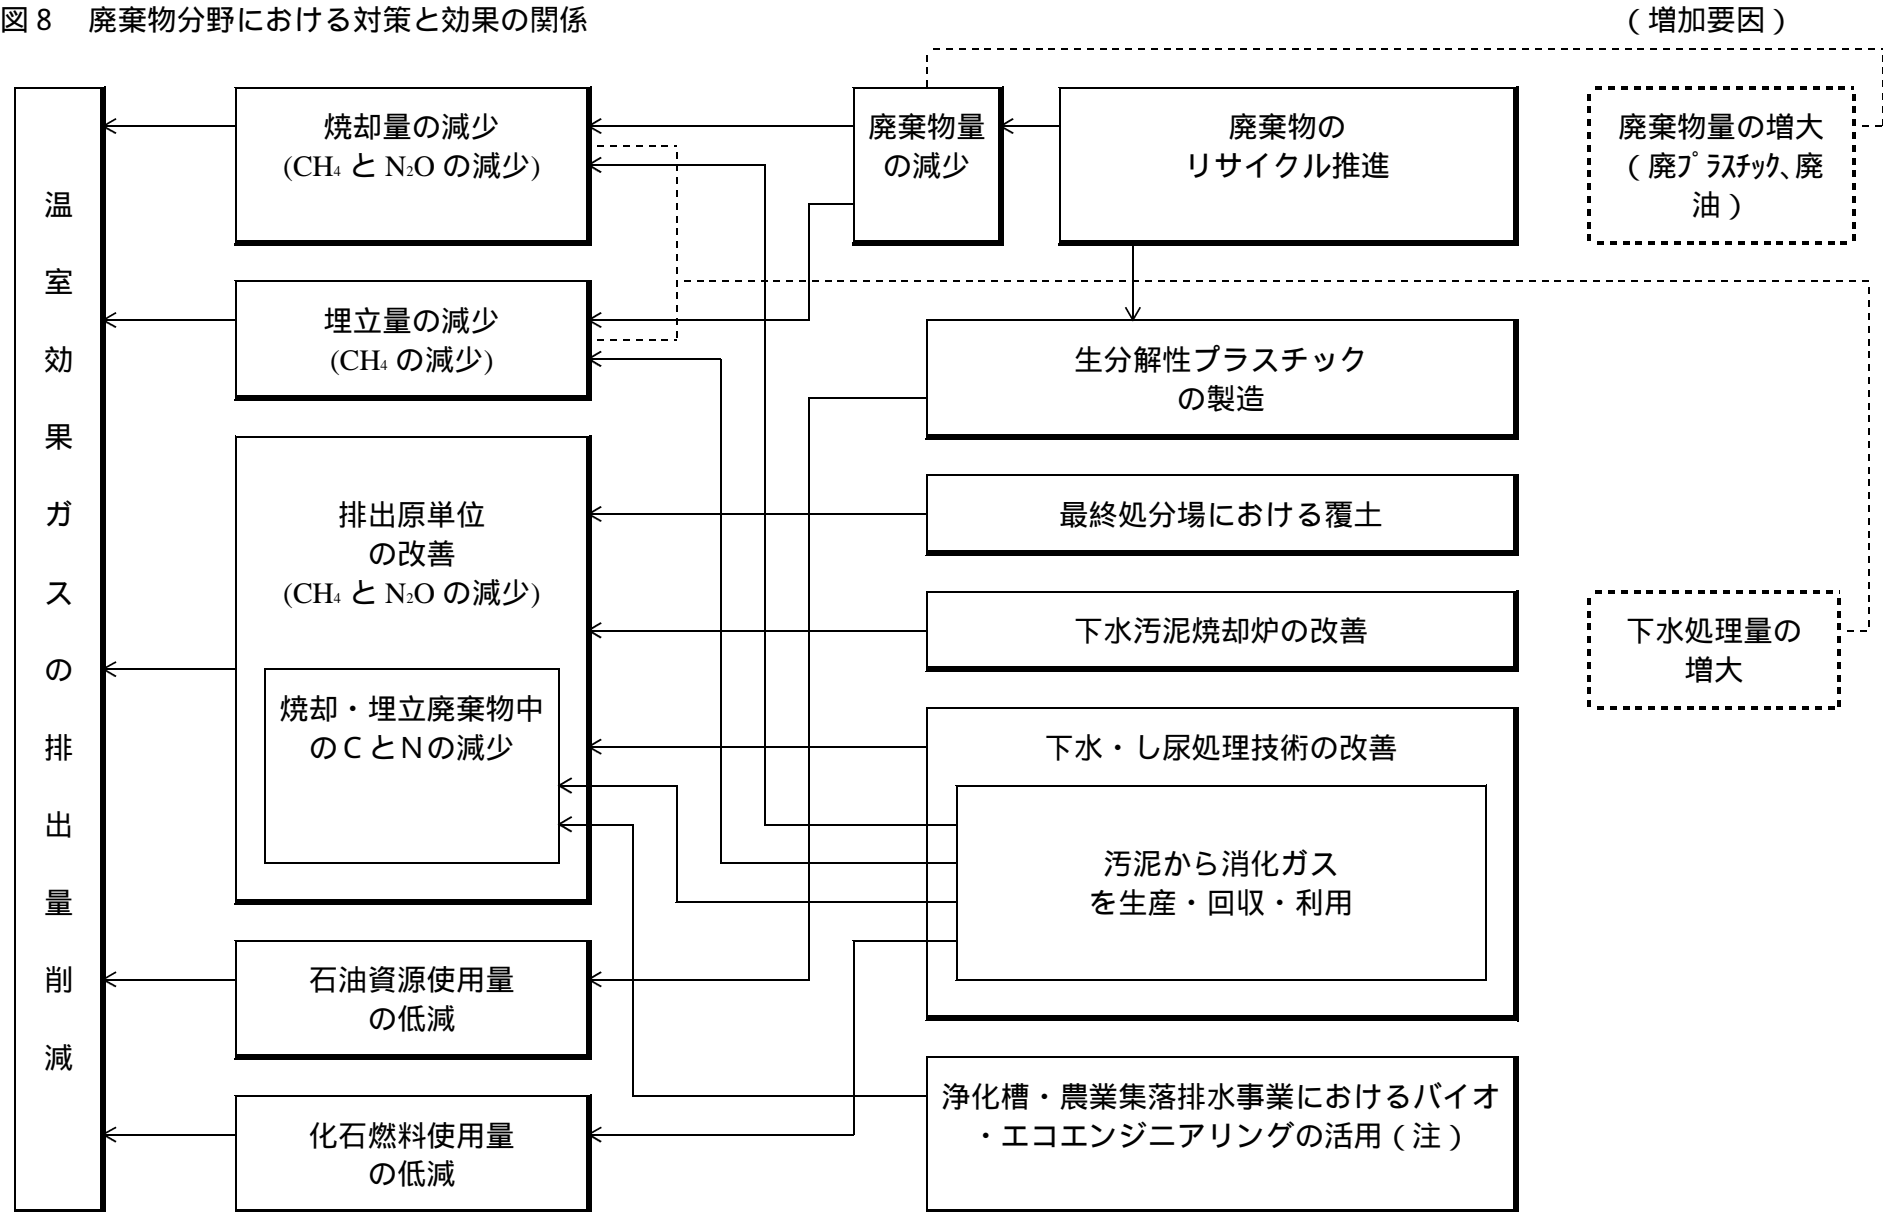 図8 廃棄物分野における対策と効果の関係
(増加要因)
温室効果ガスの排出量削減
焼却量の減少
(CH₄ と N₂O の減少)
廃棄物量
の減少
廃棄物の
リサイクル推進
廃棄物量の増大
(廃ﾌﾟﾗｽﾁｯｸ、廃
油)
埋立量の減少
(CH₄ の減少)
生分解性プラスチック
の製造
排出原単位
の改善
(CH₄ と N₂O の減少)
最終処分場における覆土
下水汚泥焼却炉の改善
下水処理量の
増大
焼却・埋立廃棄物中
のCとNの減少
下水・し尿処理技術の改善
汚泥から消化ガス
を生産・回収・利用
石油資源使用量
の低減
浄化槽・農業集落排水事業におけるバイオ
・エコエンジニアリングの活用(注)
化石燃料使用量
の低減